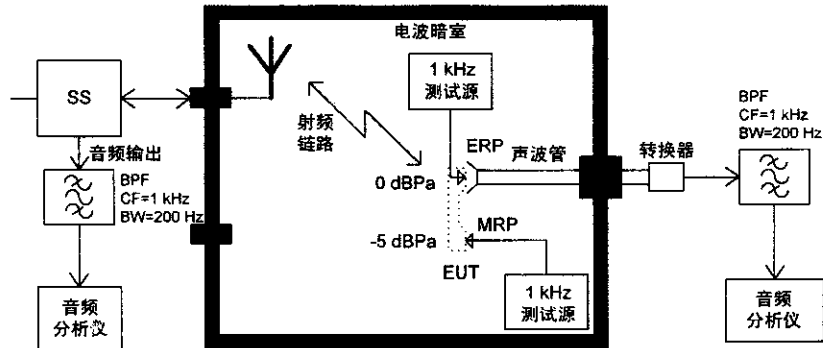 电波暗室
SS
音频输出
BPF
CF=1 kHz
BW=200 Hz
音频
分析仪
射频
链路
1 kHz
测试源
ERP
0 dBPa
声波管
MRP
-5 dBPa
EUT
1 kHz
测试源
转换器
BPF
CF=1 kHz
BW=200 Hz
音频
分析仪